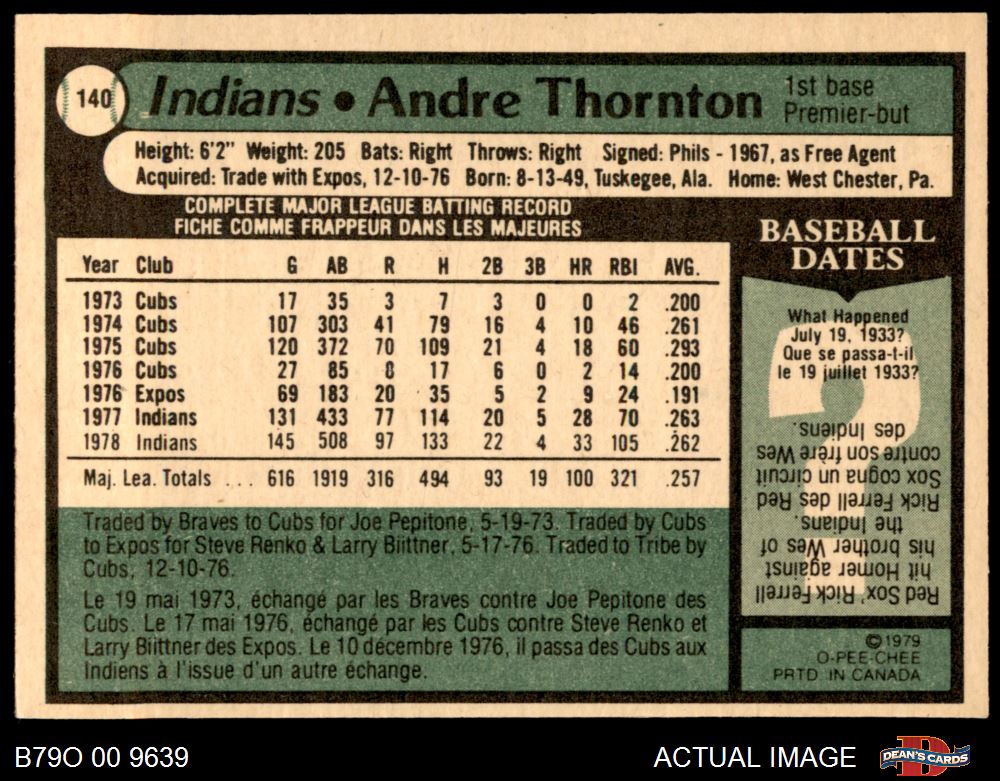 140
Indians • Andre Thornton
1st base
Premier-but
Height: 6'2" Weight: 205 Bats: Right Throws: Right Signed: Phils - 1967, as Free Agent
Acquired: Trade with Expos, 12-10-76 Born: 8-13-49, Tuskegee, Ala. Home: West Chester, Pa.
COMPLETE MAJOR LEAGUE BATTING RECORD
FICHE COMME FRAPPEUR DANS LES MAJEURES
Year Club G AB R H 2B 3B HR RBI AVG.
1973 Cubs 17 35 3 7 3 0 0 2 .200
1974 Cubs 107 303 41 79 16 4 10 46 .261
1975 Cubs 120 372 70 109 21 4 18 60 .293
1976 Cubs 27 85 8 17 6 0 2 14 .200
1976 Expos 69 183 20 35 5 2 9 24 .191
1977 Indians 131 433 77 114 20 5 28 70 .263
1978 Indians 145 508 97 133 22 4 33 105 .262
Maj. Lea. Totals ... 616 1919 316 494 93 19 100 321 .257
Traded by Braves to Cubs for Joe Pepitone, 5-19-73. Traded by Cubs
to Expos for Steve Renko & Larry Biittner, 5-17-76. Traded to Tribe by
Cubs, 12-10-76.
Le 19 mai 1973, échangé par les Braves contre Joe Pepitone des
Cubs. Le 17 mai 1976, échangé par les Cubs contre Steve Renko et
Larry Biittner des Expos. Le 10 décembre 1976, il passa des Cubs aux
Indiens à l'issue d'un autre échange.
BASEBALL
DATES
What Happened
July 19, 1933?
Que se passa-t-il
le 19 juillet 1933?
Red Sox' Rick Ferrell
hit Homer against
his brother Wes of
the Indians.
Rick Ferrell des Red
Sox cogna un circuit
contre son frère Wes
des Indiens.
©1979
O-PEE-CHEE
PRTD IN CANADA
B79O 00 9639
ACTUAL IMAGE
DEAN'S CARDS